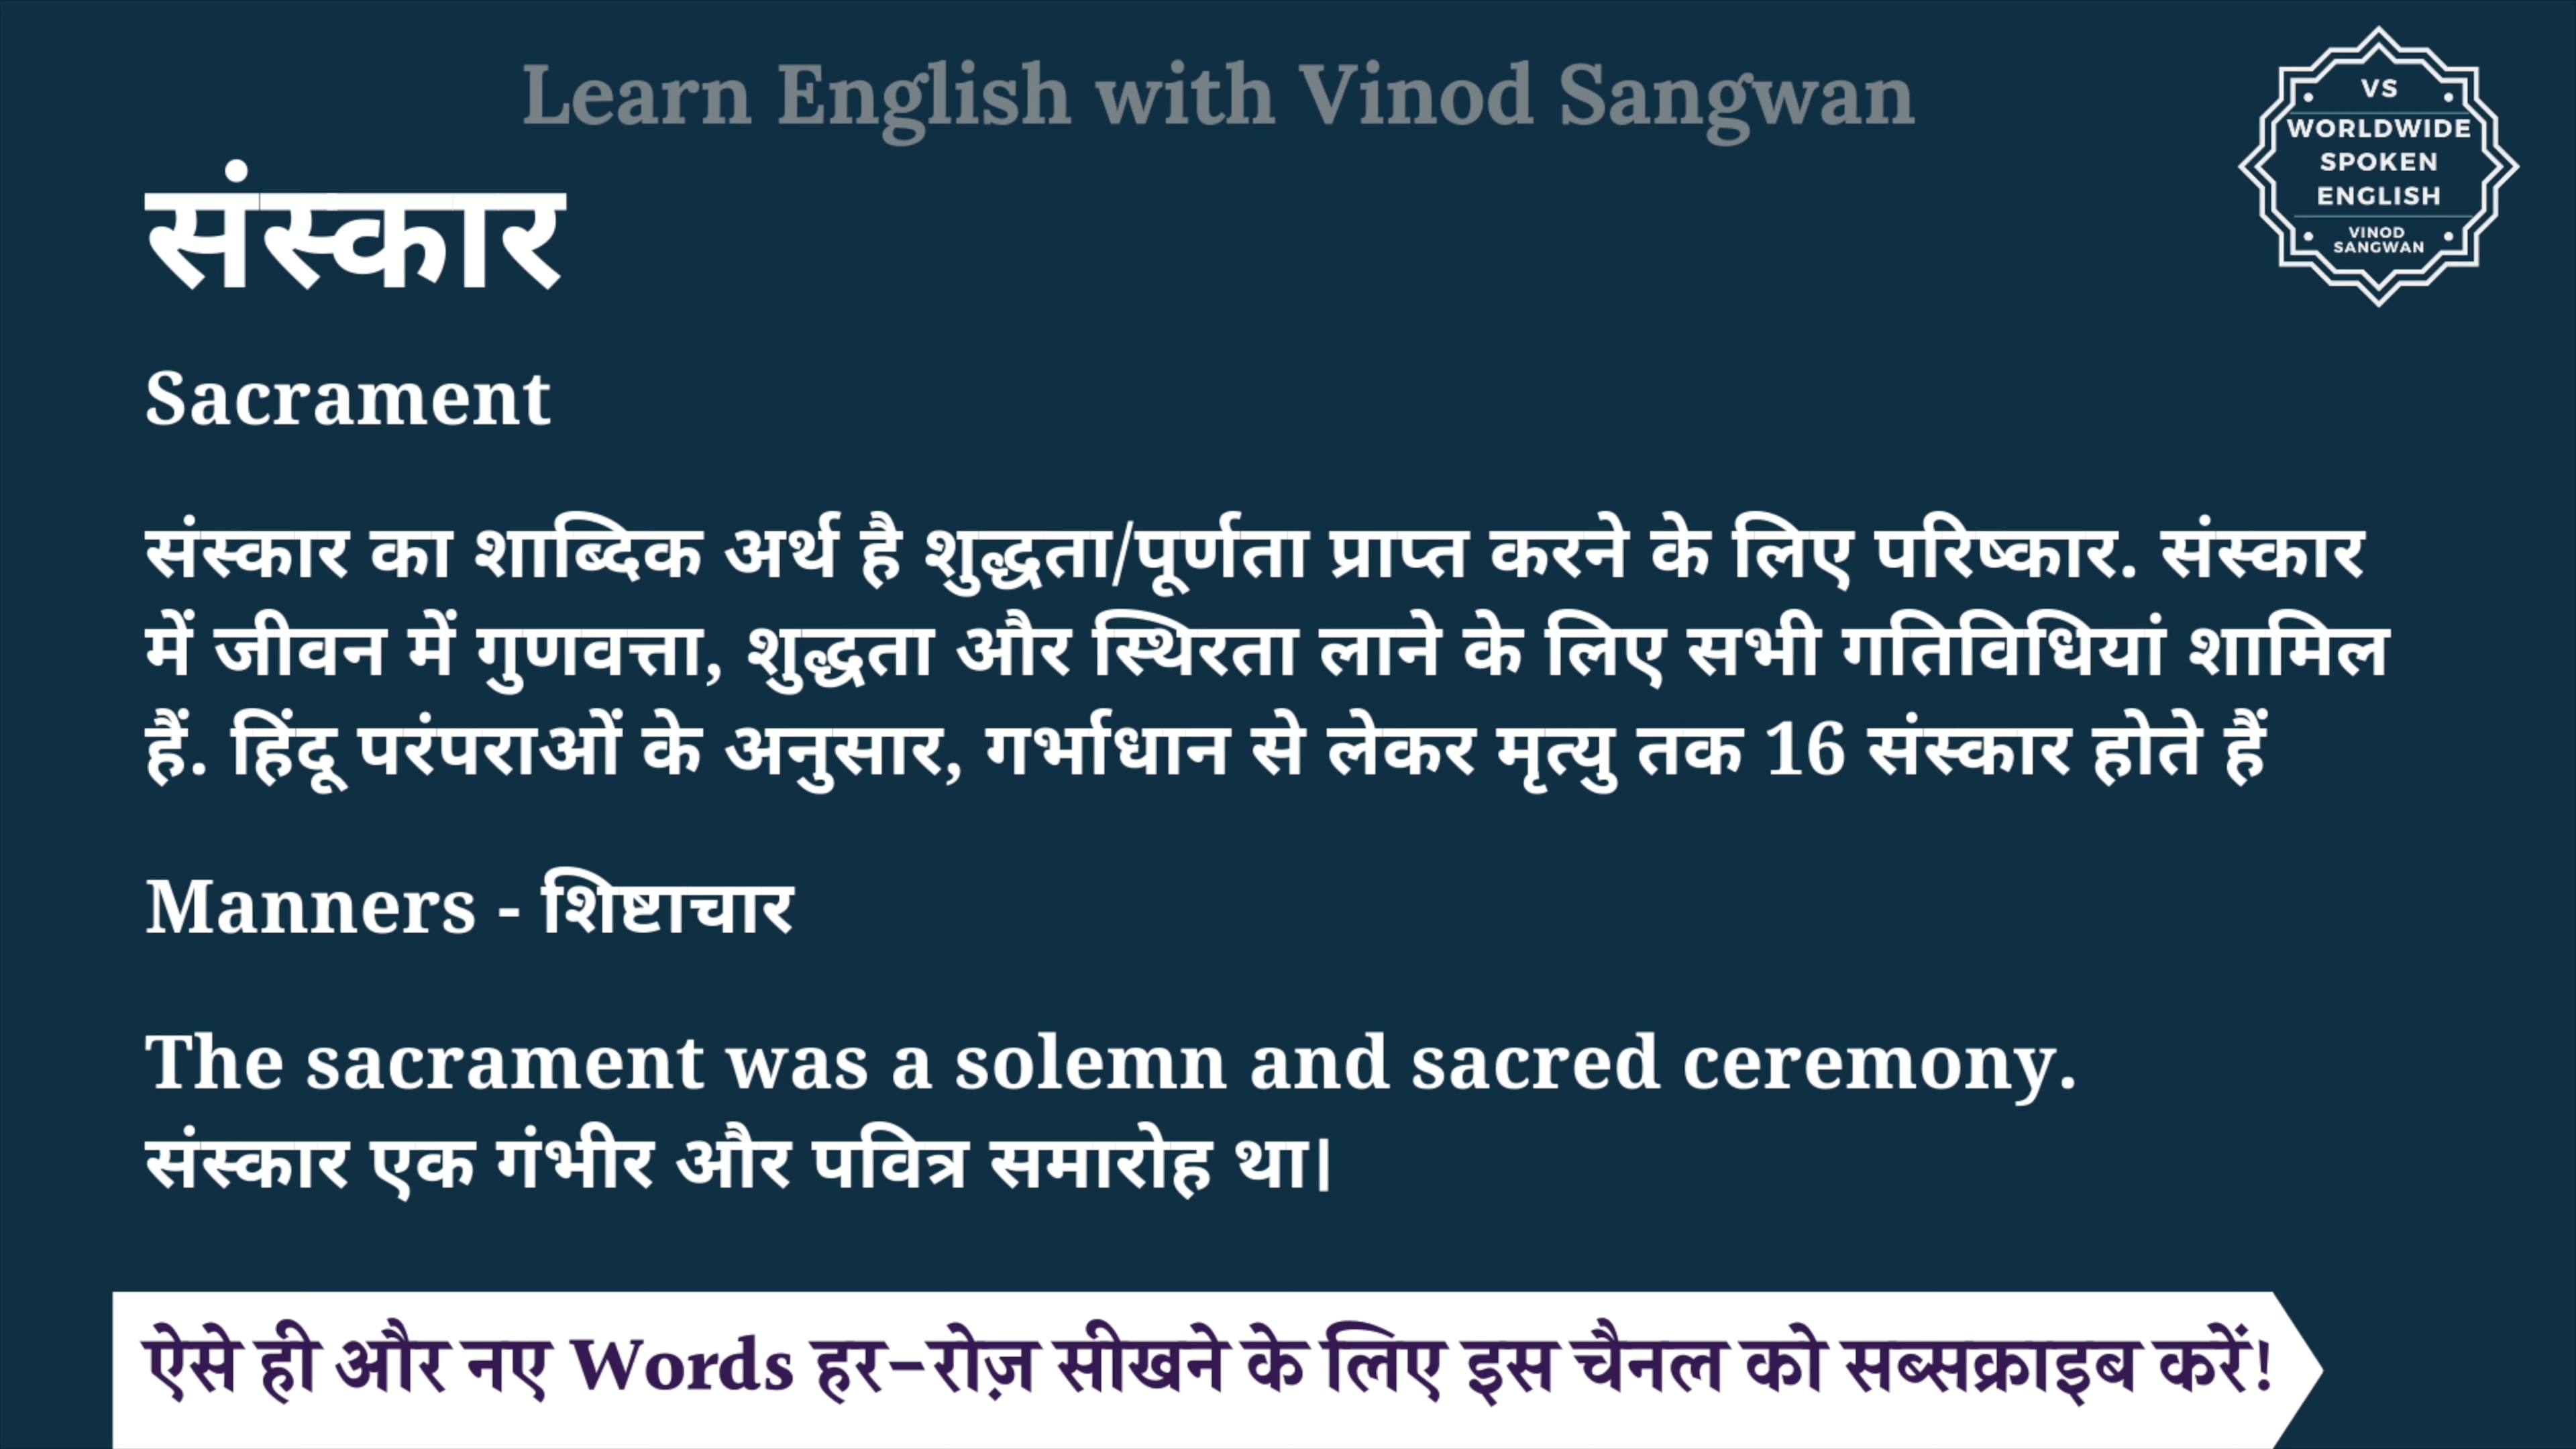 Learn English with Vinod Sangwan
VS
WORLDWIDE
SPOKEN
ENGLISH
VINOD
SANGWAN
संस्कार
Sacrament
संस्कार का शाब्दिक अर्थ है शुद्धता/पूर्णता प्राप्त करने के लिए परिष्कार. संस्कार
में जीवन में गुणवत्ता, शुद्धता और स्थिरता लाने के लिए सभी गतिविधियां शामिल
हैं. हिंदू परंपराओं के अनुसार, गर्भाधान से लेकर मृत्यु तक 16 संस्कार होते हैं
Manners - शिष्टाचार
The sacrament was a solemn and sacred ceremony.
संस्कार एक गंभीर और पवित्र समारोह था।
ऐसे ही और नए Words हर-रोज़ सीखने के लिए इस चैनल को सब्सक्राइब करें!